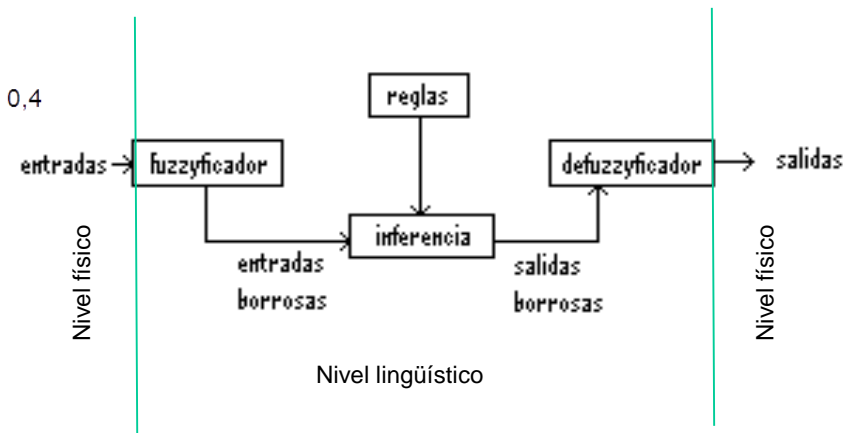 0,4
reglas
entradas
fuzzyficador
defuzzyficador
salidas
inferencia
entradas
borrosas
salidas
borrosas
Nivel físico
Nivel físico
Nivel lingüístico